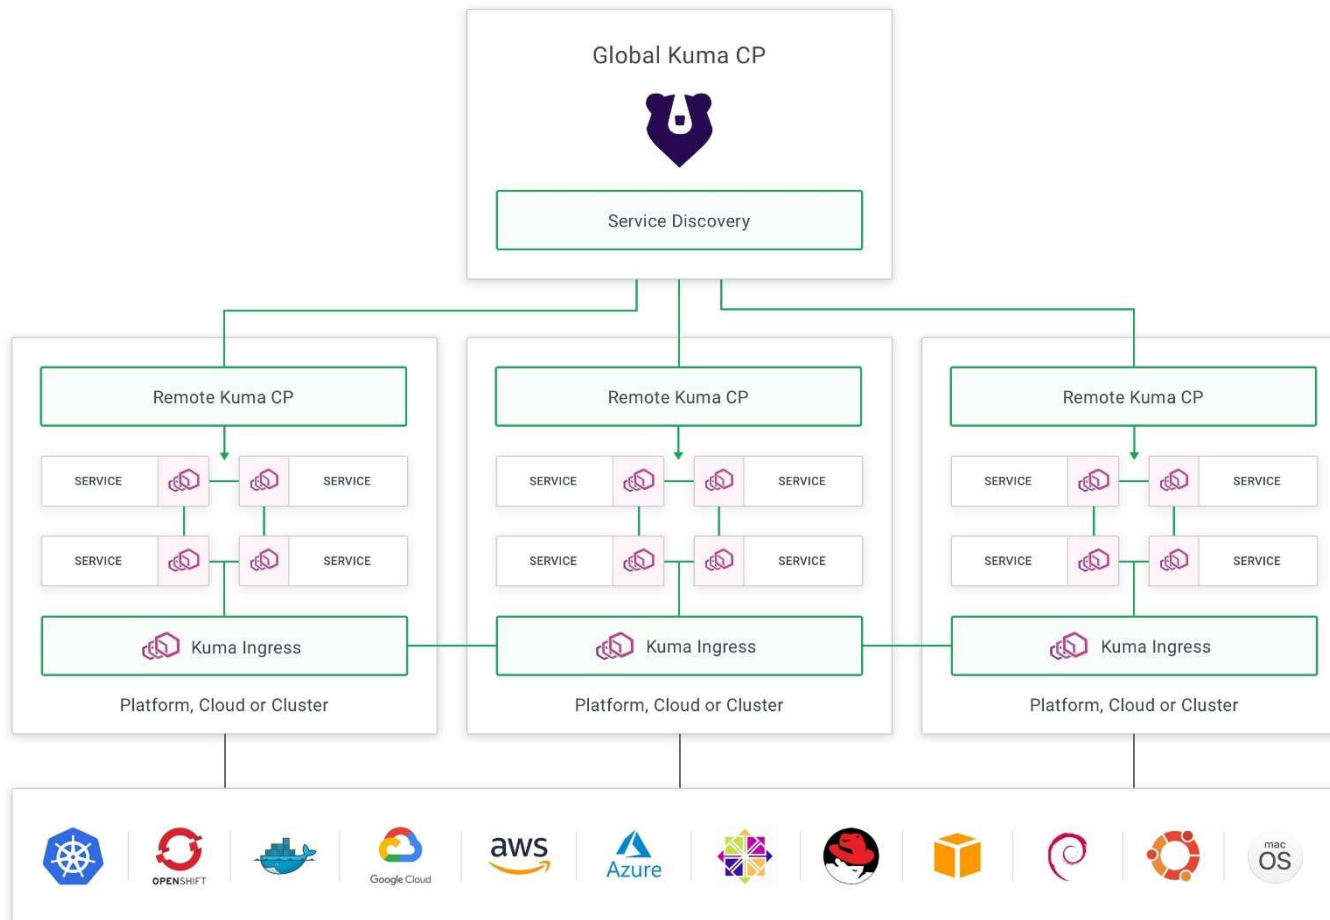 Global Kuma CP
Service Discovery
Remote Kuma CP
Remote Kuma CP
Remote Kuma CP
SERVICE SERVICE
SERVICE SERVICE
SERVICE SERVICE
SERVICE SERVICE
SERVICE SERVICE
SERVICE SERVICE
Kuma Ingress
Kuma Ingress
Kuma Ingress
Platform, Cloud or Cluster
Platform, Cloud or Cluster
Platform, Cloud or Cluster
OPENSHIFT
Google Cloud
aws
Azure
mac
OS